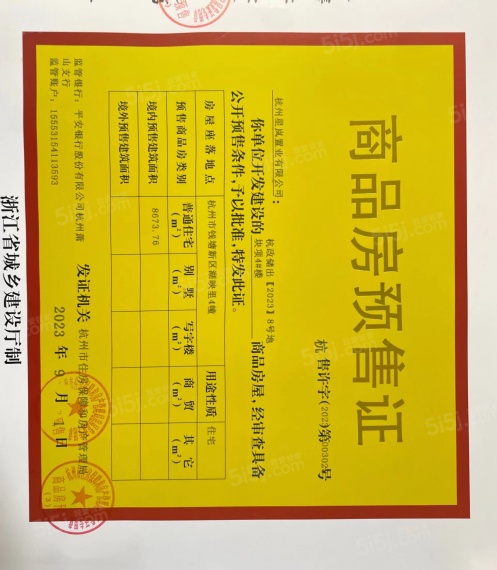 商品房预售证
杭售许字(202)第00302号
杭州星岚置业有限公司：
你单位开发建设的 杭政储出【2023】8号地块项4#楼 商品房屋，经审查具备
公开预售条件，予以批准，特发此证。
房屋座落地点 杭州市钱塘新区湖映里4幢 用途性质 住宅
预售商品房类别 普通住宅(m²) 别墅(m²) 写字楼(m²) 商贸(m²) 其它(m²)
境内预售建筑面积 8673.76
境外预售建筑面积
监管银行：平安银行股份有限公司杭州萧山支行
监管账户：15553154113593
发证机关 杭州市住房保障和房产管理局
2023 年 9 月 日
浙江省城乡建设厅制